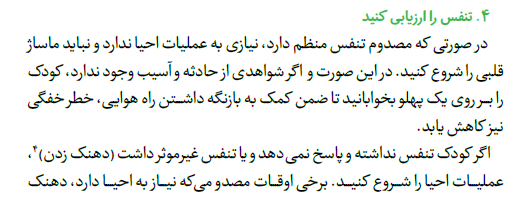 ۴. تنفس را ارزیابی کنید
در صورتی که مصدوم تنفس منظم دارد، نیازی به عملیات احیا ندارد و نباید ماساژ
قلبی را شروع کنید. در این صورت و اگر شواهدی از حادثه و آسیب وجود ندارد، کودک
را بر روی یک پهلو بخوابانید تا ضمن کمک به بازنگه داشتن راه هوایی، خطر خفگی
نیز کاهش یابد.
اگر کودک تنفس نداشته و پاسخ نمی دهد و یا تنفس غیرموثر داشت (دهنک زدن)۴،
عملیات احیا را شروع کنید. برخی اوقات مصدو می‌که نیاز به احیا دارد، دهنک